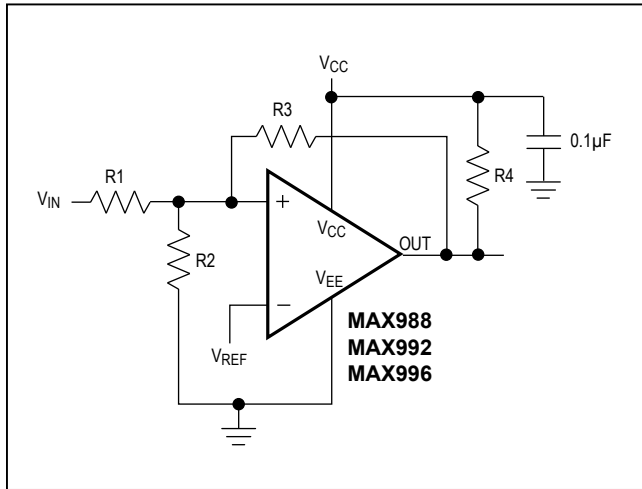 VCC
R3
0.1µF
R4
R1
VIN
+
VCC
OUT
R2
VEE
−
VREF
MAX988
MAX992
MAX996